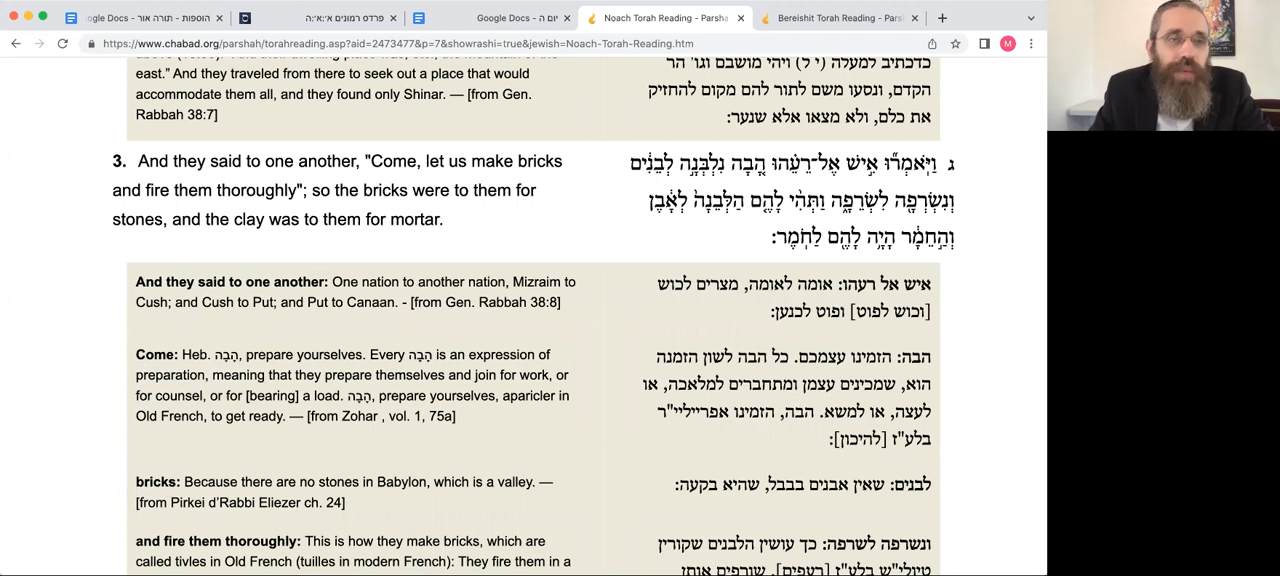 oogle Docs - הוספות - תורה אור
פרדס רמונים א׳:א׳:ה
Google Docs - יום ה
Noach Torah Reading - Parsha
Bereishit Torah Reading - Parsh
https://www.chabad.org/parshah/torahreading.asp?aid=2473477&p=7&showrashi=true&jewish=Noach-Torah-Reading.htm
M
east." And they traveled from there to seek out a place that would
accommodate them all, and they found only Shinar. — [from Gen.
Rabbah 38:7]
כדכתיב למעלה (י ל) ויהי מושבם וגו' הר
הקדם, ונסעו משם לתור להם מקום להחזיק
את כלם, ולא מצאו אלא שנער:
3. And they said to one another, "Come, let us make bricks
and fire them thoroughly"; so the bricks were to them for
stones, and the clay was to them for mortar.
ג וַיֹּאמְר֞וּ אִ֣ישׁ אֶל־רֵעֵ֗הוּ הָ֚בָה נִלְבְּנָ֣ה לְבֵנִ֔ים
וְנִשְׂרְפָ֖ה לִשְׂרֵפָ֑ה וַתְּהִ֨י לָהֶ֤ם הַלְּבֵנָה֙ לְאָ֔בֶן
וְהַ֣חֵמָ֔ר הָיָ֥ה לָהֶ֖ם לַחֹֽמֶר:
And they said to one another: One nation to another nation, Mizraim to
Cush; and Cush to Put; and Put to Canaan. - [from Gen. Rabbah 38:8]
איש אל רעהו: אומה לאומה, מצרים לכוש
[וכוש לפוט] ופוט לכנען:
Come: Heb. הָבָה, prepare yourselves. Every הָבָה is an expression of
preparation, meaning that they prepare themselves and join for work, or
for counsel, or for [bearing] a load. הָבָה, prepare yourselves, aparicler in
Old French, to get ready. — [from Zohar , vol. 1, 75a]
הבה: הזמינו עצמכם. כל הבה לשון הזמנה
הוא, שמכינים עצמן ומתחברים למלאכה, או
לעצה, או למשא. הבה, הזמינו אפרייליי"ר
בלע"ז [להיכון]:
bricks: Because there are no stones in Babylon, which is a valley. —
[from Pirkei d'Rabbi Eliezer ch. 24]
לבנים: שאין אבנים בבבל, שהיא בקעה:
and fire them thoroughly: This is how they make bricks, which are
called tivles in Old French (tuilles in modern French): They fire them in a
ונשרפה לשרפה: כך עושין הלבנים שקורין
טיולי"ש בלע"ז [רעפים], שורפים אותן